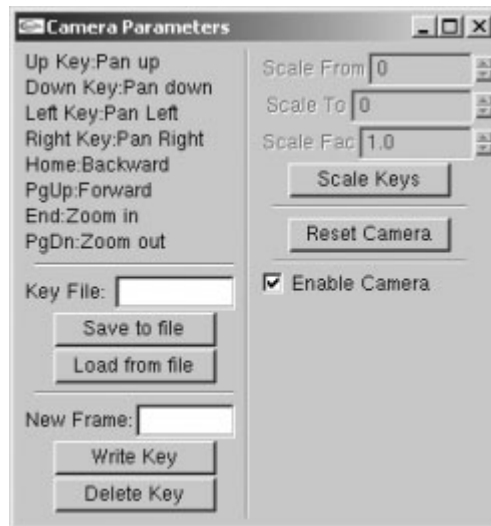 Camera Parameters
Up Key:Pan up
Down Key:Pan down
Left Key:Pan Left
Right Key:Pan Right
Home:Backward
PgUp:Forward
End:Zoom in
PgDn:Zoom out
Key File:
Save to file
Load from file
New Frame:
Write Key
Delete Key
Scale From 0
Scale To 0
Scale Fac 1.0
Scale Keys
Reset Camera
Enable Camera